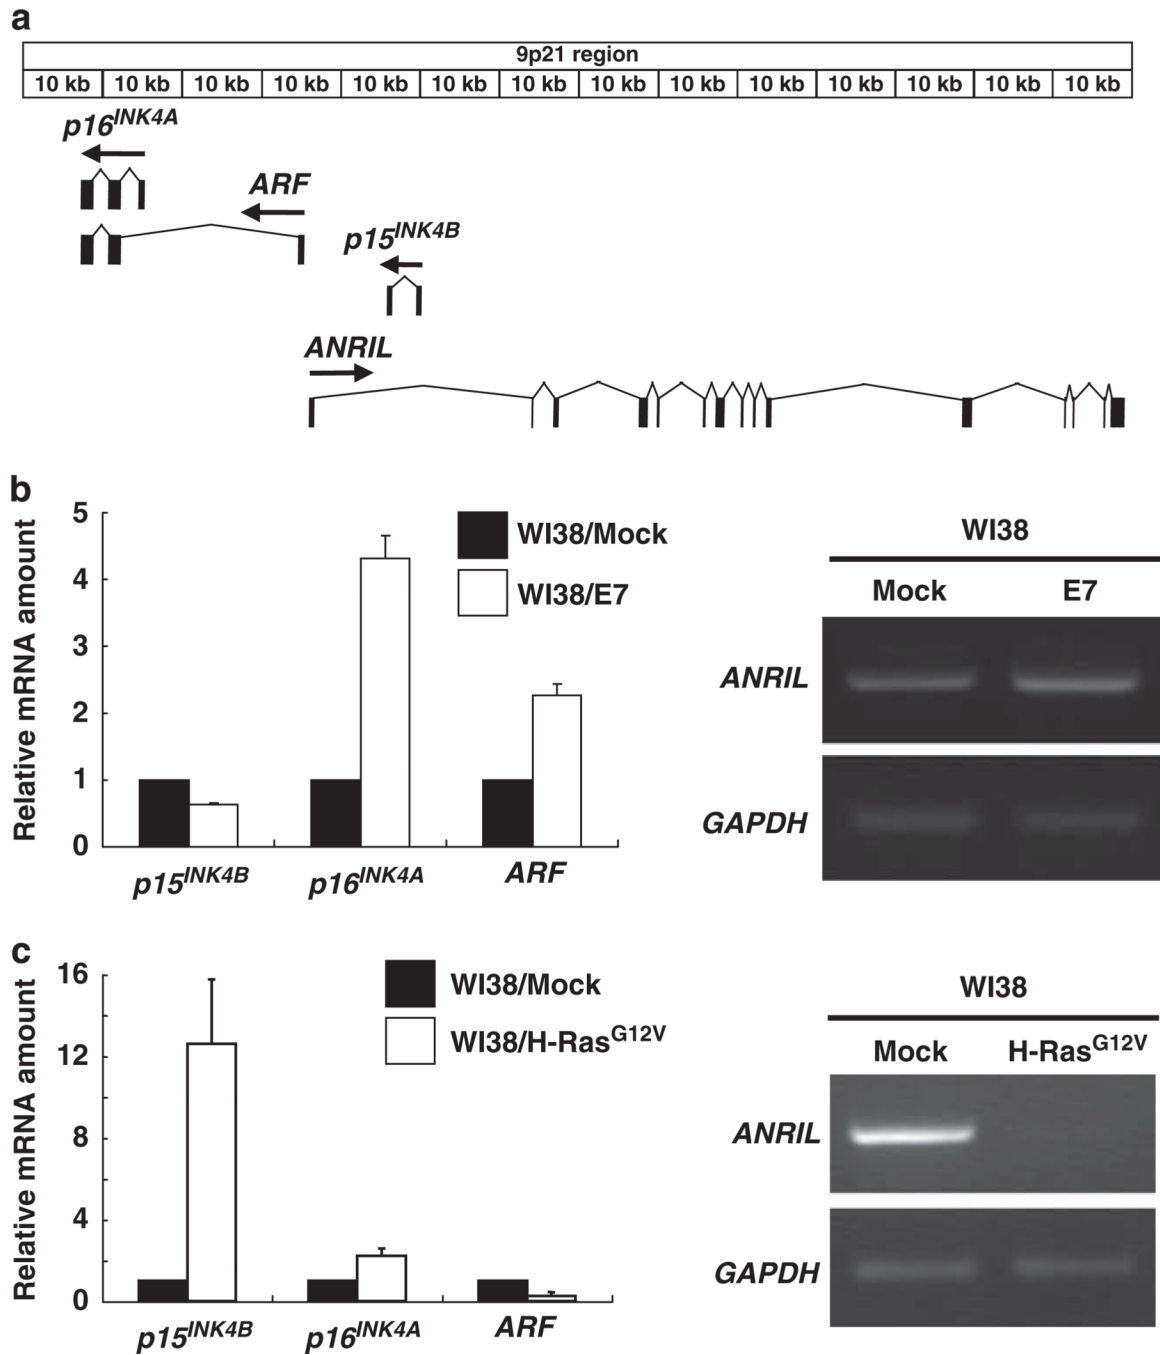 a
9p21 region
10 kb 10 kb 10 kb 10 kb 10 kb 10 kb 10 kb 10 kb 10 kb 10 kb 10 kb 10 kb 10 kb 10 kb
p16INK4A
ARF
p15INK4B
ANRIL
b
Relative mRNA amount
5
4
3
2
1
0
WI38/Mock
WI38/E7
p15INK4B p16INK4A ARF
WI38
Mock E7
ANRIL
GAPDH
c
Relative mRNA amount
16
12
8
4
0
WI38/Mock
WI38/H-RasG12V
p15INK4B p16INK4A ARF
WI38
Mock H-RasG12V
ANRIL
GAPDH